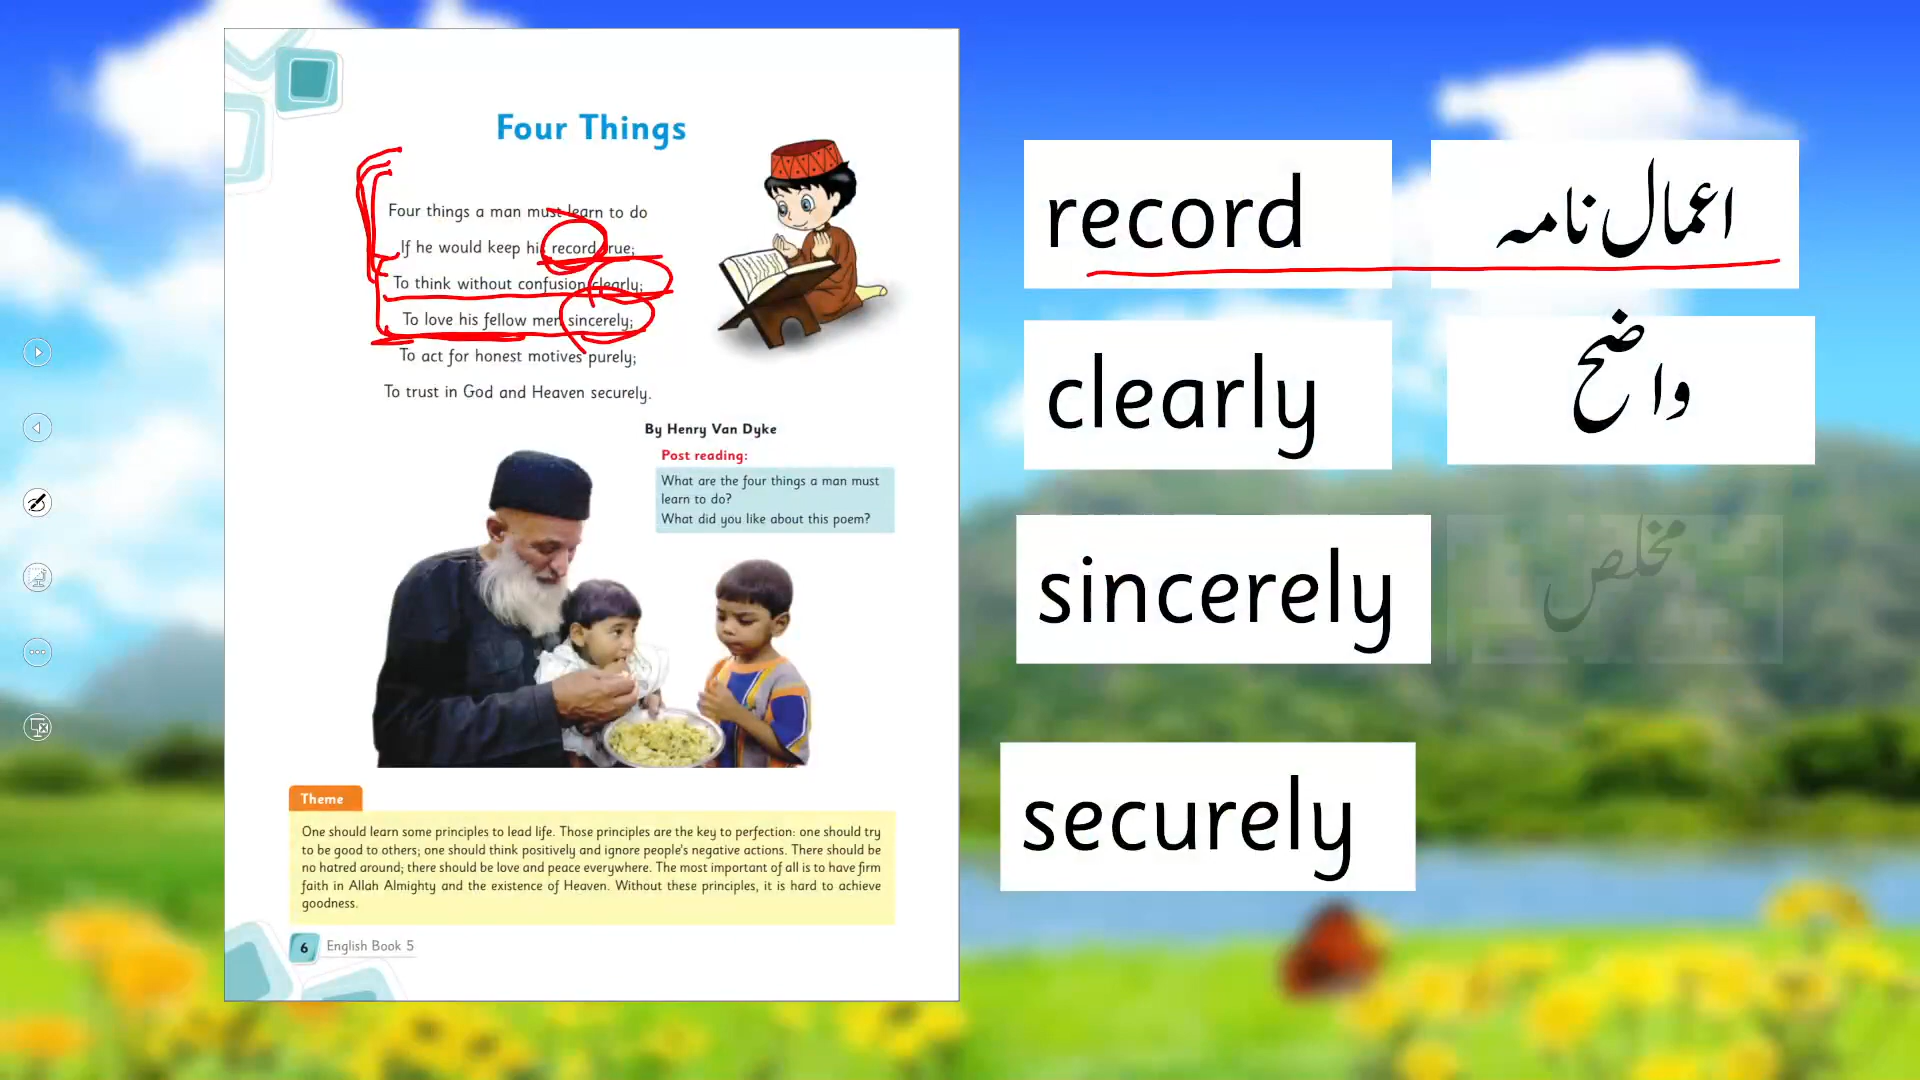 Four Things
Four things a man must learn to do
If he would keep his record true;
To think without confusion clearly;
To love his fellow men sincerely;
To act for honest motives purely;
To trust in God and Heaven securely.
By Henry Van Dyke
Post reading:
What are the four things a man must
learn to do?
What did you like about this poem?
Theme
One should learn some principles to lead life. Those principles are the key to perfection: one should try
to be good to others; one should think positively and ignore people's negative actions. There should be
no hatred around; there should be love and peace everywhere. The most important of all is to have firm
faith in Allah Almighty and the existence of Heaven. Without these principles, it is hard to achieve
goodness.
6 English Book 5
record
اعمال نامہ
clearly
واضح
sincerely
مخلص
securely